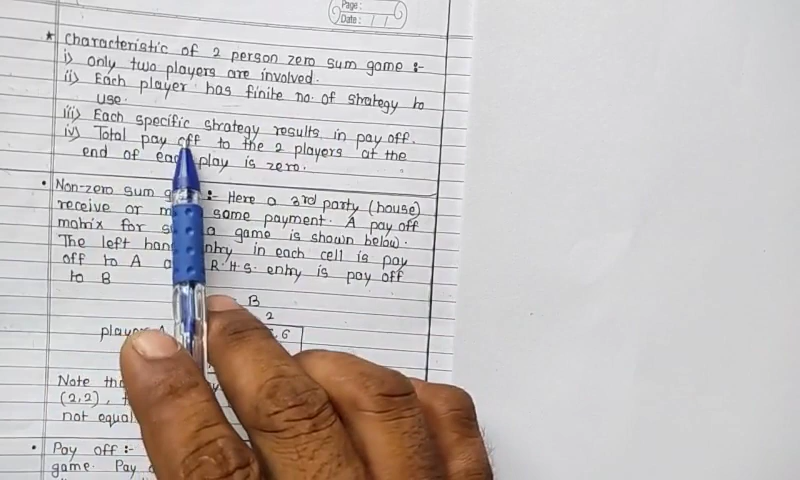 Page:
Date: / /
* Characteristic of 2 person zero sum game :-
i) Only two players are involved.
ii) Each player has finite no. of strategy to
use.
iii) Each specific strategy results in pay off.
iv) Total pay off to the 2 players at the
end of each play is zero.
• Non-zero sum :- Here a 3rd party (house)
receive or some payment. A pay off
matrix for a game is shown below.
The left hand entry in each cell is pay
off to A R.H.S. entry is pay off
to B
B
2
player 6
Note
(2,2),
not equal
• Pay off :-
game. Pay